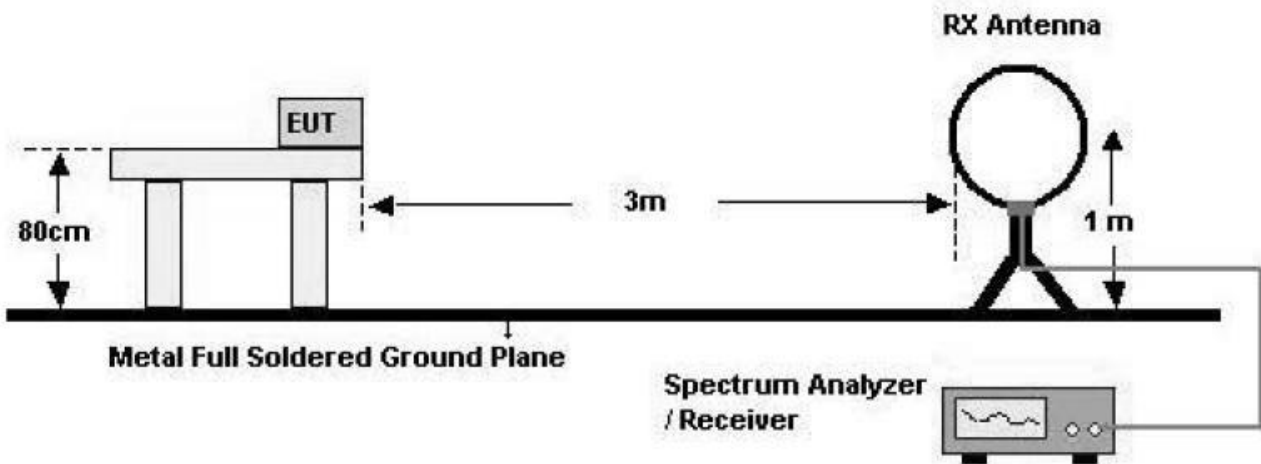 RX Antenna
EUT
80cm
3m
1 m
Metal Full Soldered Ground Plane
Spectrum Analyzer
/ Receiver